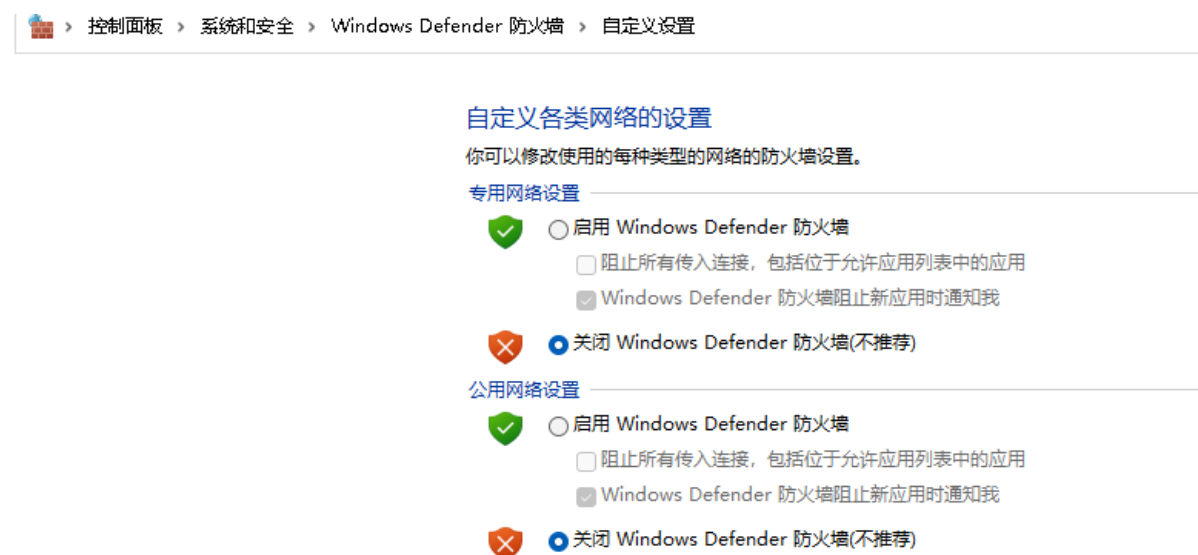 控制面板 > 系统和安全 > Windows Defender 防火墙 > 自定义设置
自定义各类网络的设置
你可以修改使用的每种类型的网络的防火墙设置。
专用网络设置
启用 Windows Defender 防火墙
阻止所有传入连接，包括位于允许应用列表中的应用
Windows Defender 防火墙阻止新应用时通知我
关闭 Windows Defender 防火墙(不推荐)
公用网络设置
启用 Windows Defender 防火墙
阻止所有传入连接，包括位于允许应用列表中的应用
Windows Defender 防火墙阻止新应用时通知我
关闭 Windows Defender 防火墙(不推荐)